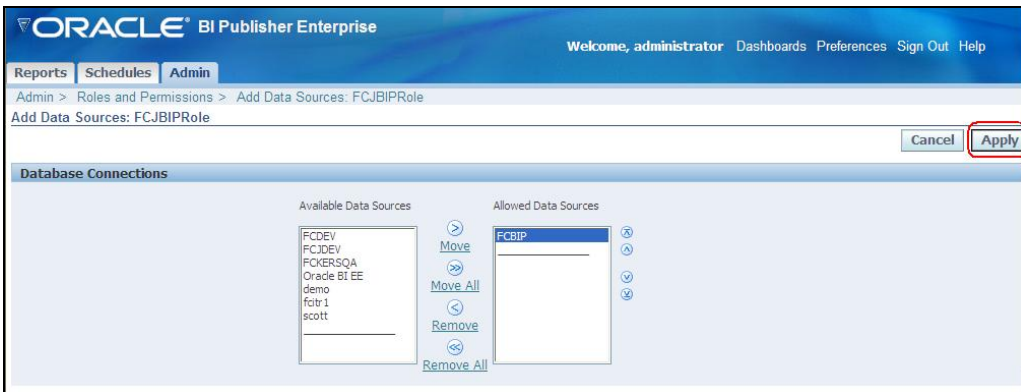 ORACLE BI Publisher Enterprise
Welcome, administrator Dashboards Preferences Sign Out Help
Reports Schedules Admin
Admin > Roles and Permissions > Add Data Sources: FCJBIPRole
Add Data Sources: FCJBIPRole
Cancel Apply
Database Connections
Available Data Sources
FCDEV
FCJDEV
FCKERSQA
Oracle BI EE
demo
fcitr1
scott
Move
Move All
Remove
Remove All
Allowed Data Sources
FCBIP